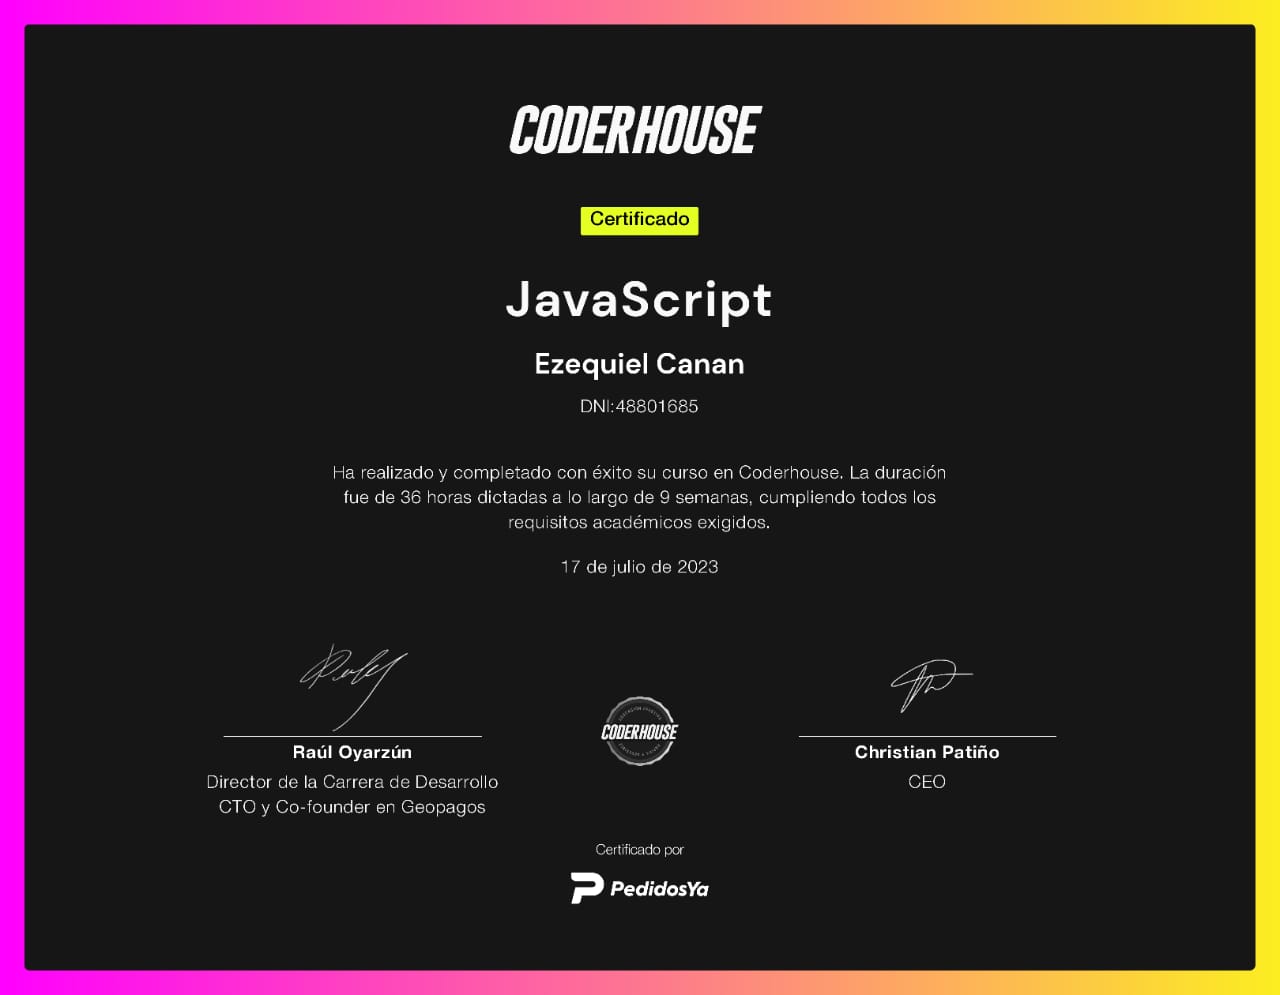 CODERHOUSE
Certificado
JavaScript
Ezequiel Canan
DNI:48801685
Ha realizado y completado con éxito su curso en Coderhouse. La duración
fue de 36 horas dictadas a lo largo de 9 semanas, cumpliendo todos los
requisitos académicos exigidos.
17 de julio de 2023
CODERHOUSE
Raúl Oyarzún
Director de la Carrera de Desarrollo
CTO y Co-founder en Geopagos
Christian Patiño
CEO
Certificado por
PedidosYa